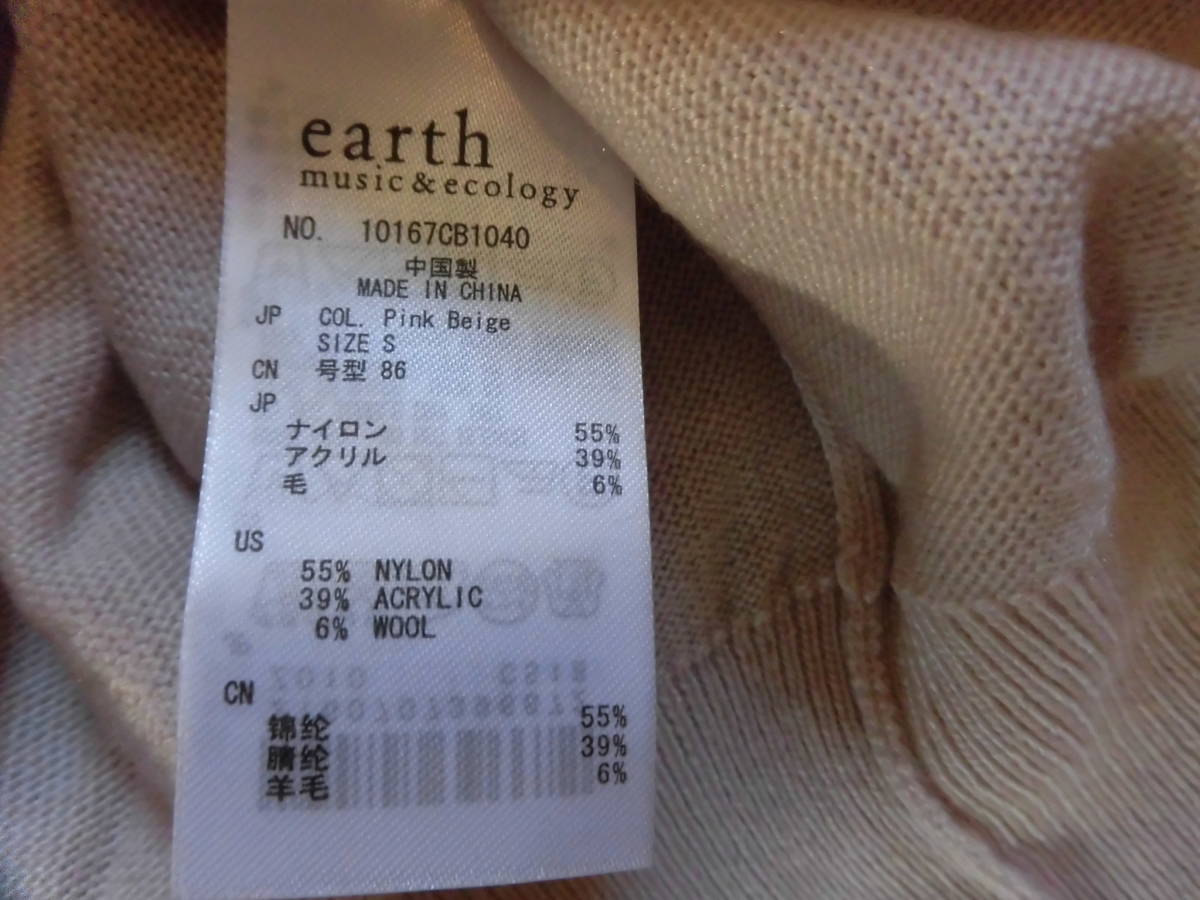 earth
music&ecology
NO. 10167CB1040
中国製
MADE IN CHINA
JP COL. Pink Beige
SIZE S
CN 号型 86
JP
ナイロン 55%
アクリル 39%
毛 6%
US
55% NYLON
39% ACRYLIC
6% WOOL
CN
锦纶 55%
腈纶 39%
羊毛 6%